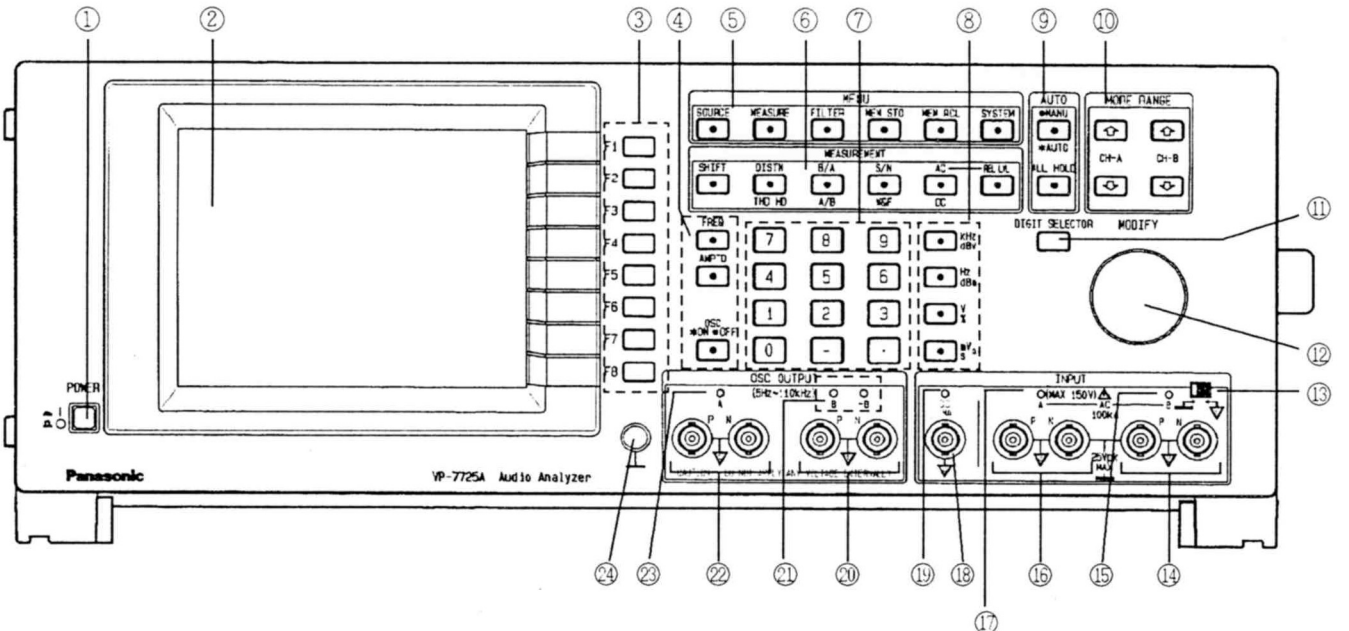 ① ② ③ ④ ⑤ ⑥ ⑦ ⑧ ⑨ ⑩
MENU
SOURCE MEASURE FILTER MEM STO MEM RCL SYSTEM
AUTO
*MANU
*AUTO
ALL HOLD
MODE RANGE
CH-A CH-B
MEASUREMENT
SHIFT DISTN B/A S/N AC REL LVL
THD HD A/B W&F DC
F1
F2
F3
F4
F5
F6
F7
F8
FREQ
AMPTD
OSC
*ON *OFF
7 8 9
4 5 6
1 2 3
0 - .
kHz
dBV
Hz
dBm
V
%
DIGIT SELECTOR
MODIFY
⑪
⑫
⑬
POWER
OSC OUTPUT
(5Hz~110kHz)
A B -B
P N P N
INPUT
(MAX 150V)
A AC B
100kΩ
P N P N
25VDC
MAX
Panasonic
VP-7725A Audio Analyzer
㉔ ㉓ ㉒ ㉑ ⑳ ⑲ ⑱ ⑰ ⑯ ⑮ ⑭